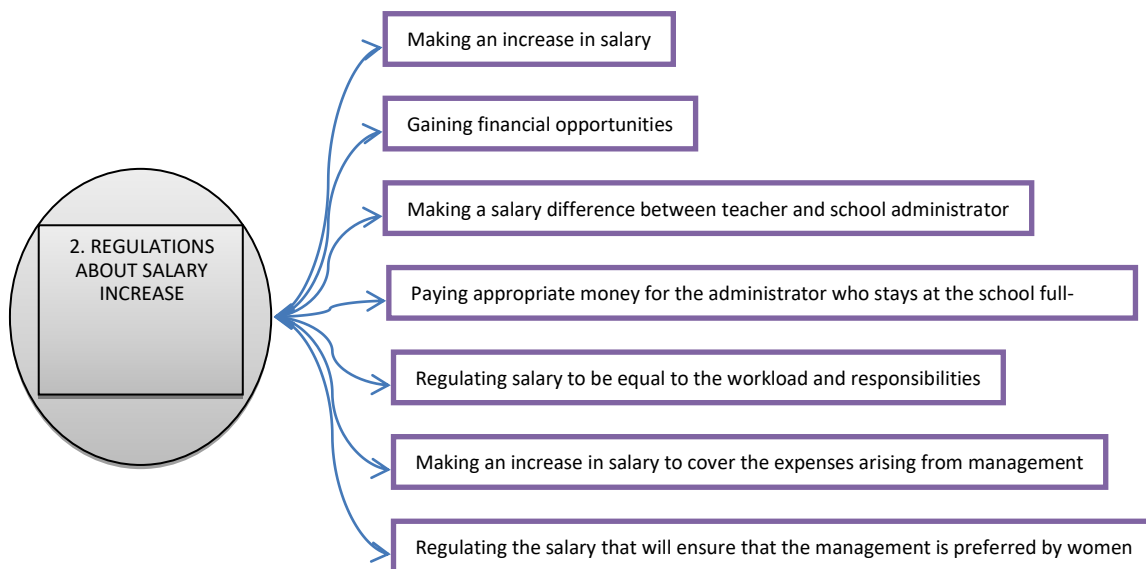 2. REGULATIONS
ABOUT SALARY
INCREASE
Making an increase in salary
Gaining financial opportunities
Making a salary difference between teacher and school administrator
Paying appropriate money for the administrator who stays at the school full-
Regulating salary to be equal to the workload and responsibilities
Making an increase in salary to cover the expenses arising from management
Regulating the salary that will ensure that the management is preferred by women